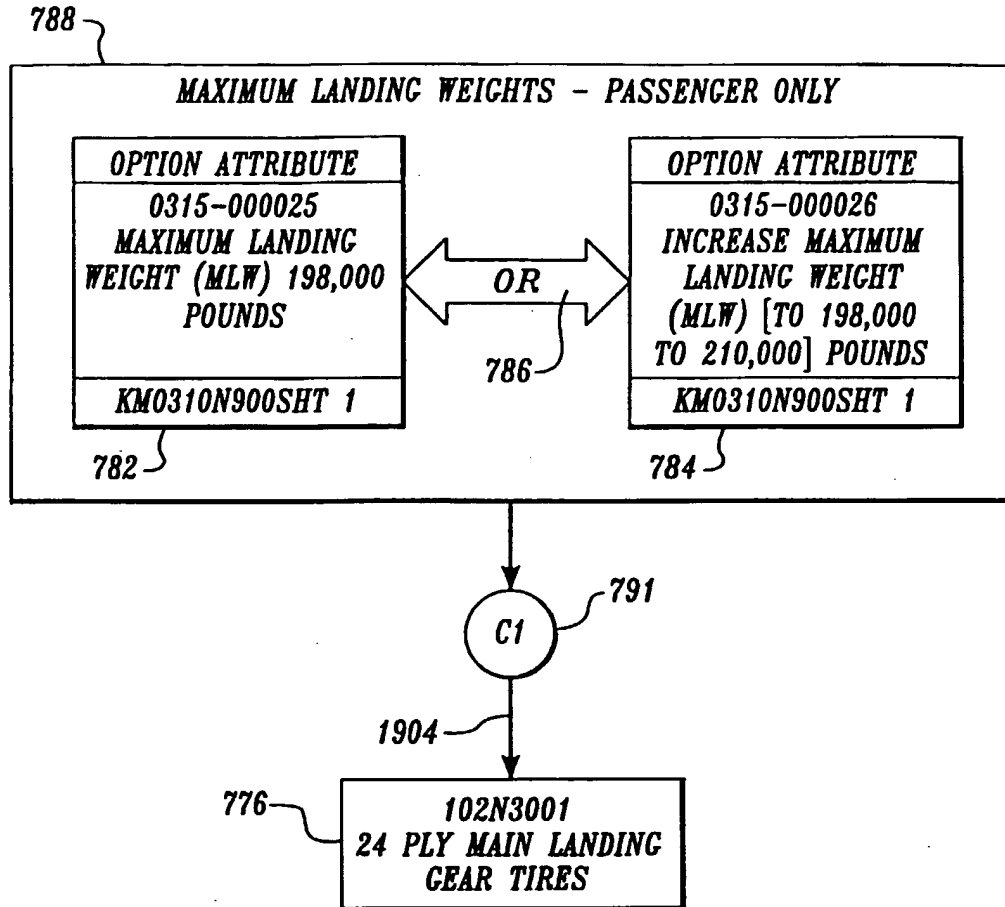 788
MAXIMUM LANDING WEIGHTS - PASSENGER ONLY
OPTION ATTRIBUTE
0315-000025
MAXIMUM LANDING
WEIGHT (MLW) 198,000
POUNDS
KM0310N900SHT 1
782
OR
786
OPTION ATTRIBUTE
0315-000026
INCREASE MAXIMUM
LANDING WEIGHT
(MLW) [TO 198,000
TO 210,000] POUNDS
KM0310N900SHT 1
784
C1
791
1904
776
102N3001
24 PLY MAIN LANDING
GEAR TIRES